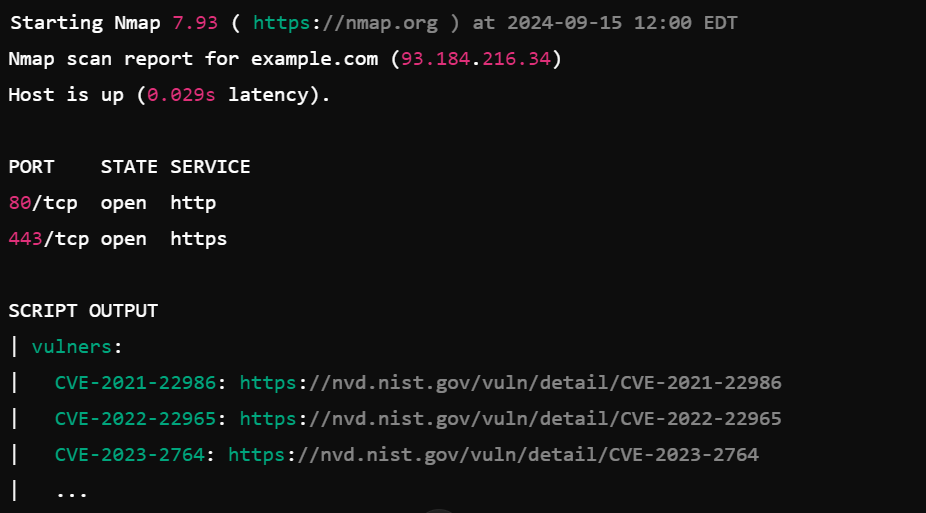 Starting Nmap 7.93 ( https://nmap.org ) at 2024-09-15 12:00 EDT
Nmap scan report for example.com (93.184.216.34)
Host is up (0.029s latency).
PORT    STATE SERVICE
80/tcp  open  http
443/tcp open  https
SCRIPT OUTPUT
| vulners:
|   CVE-2021-22986: https://nvd.nist.gov/vuln/detail/CVE-2021-22986
|   CVE-2022-22965: https://nvd.nist.gov/vuln/detail/CVE-2022-22965
|   CVE-2023-2764: https://nvd.nist.gov/vuln/detail/CVE-2023-2764
|   ...